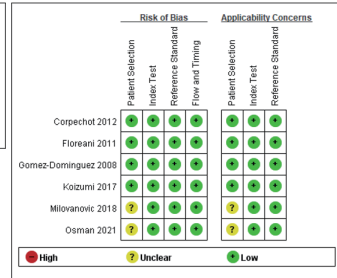 Risk of Bias Applicability Concerns
Patient Selection
Index Test
Reference Standard
Flow and Timing
Patient Selection
Index Test
Reference Standard
Corpechot 2012 + + + + + + +
Floreani 2011 + + + + + + +
Gomez-Dominguez 2008 + + + + + + +
Koizumi 2017 + + + + + + +
Milovanovic 2018 ? + + + ? + +
Osman 2021 ? + + + ? + +
- High ? Unclear + Low